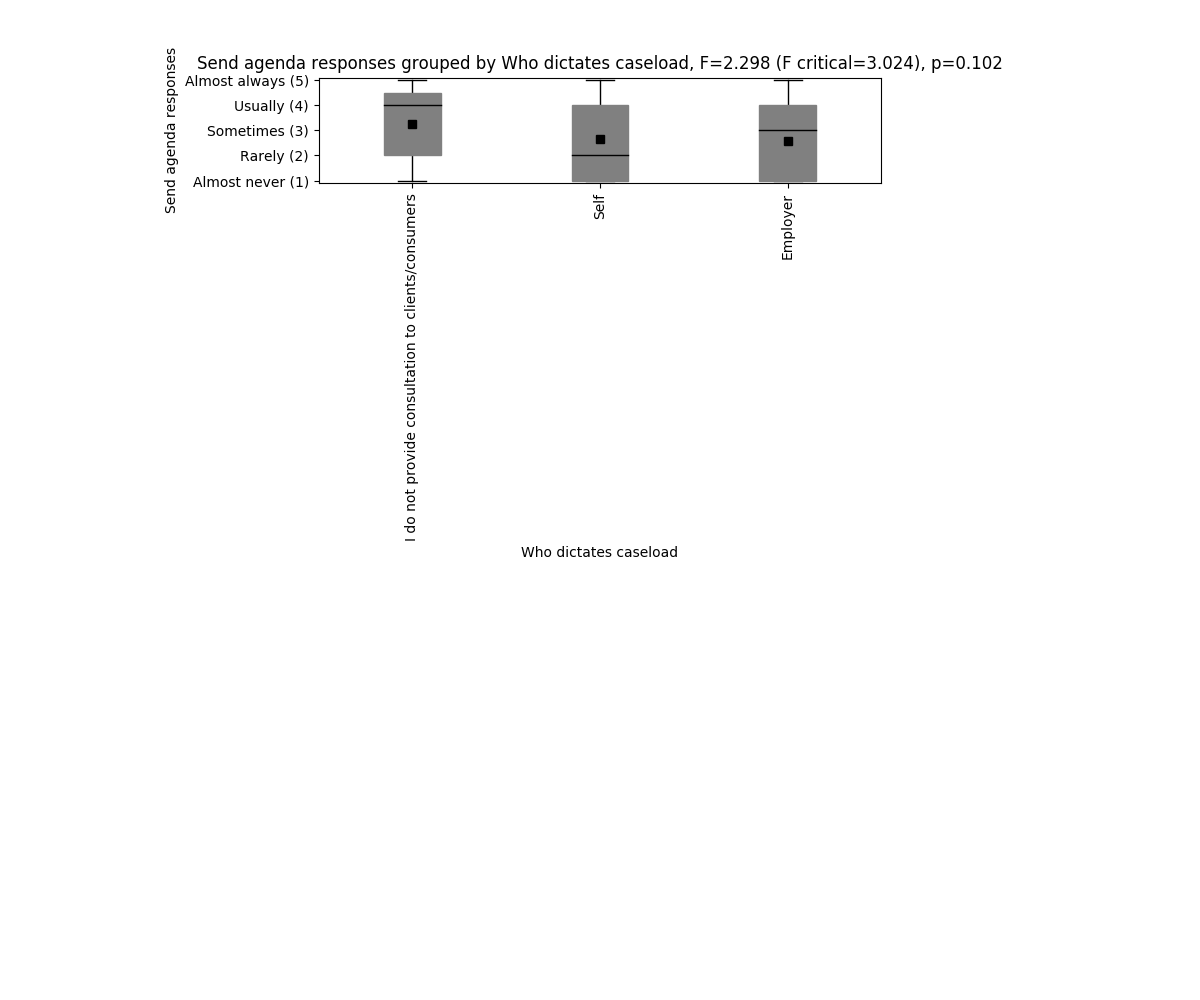 Send agenda responses grouped by Who dictates caseload, F=2.298 (F critical=3.024), p=0.102
Send agenda responses
Almost always (5)
Usually (4)
Sometimes (3)
Rarely (2)
Almost never (1)
I do not provide consultation to clients/consumers
Self
Employer
Who dictates caseload